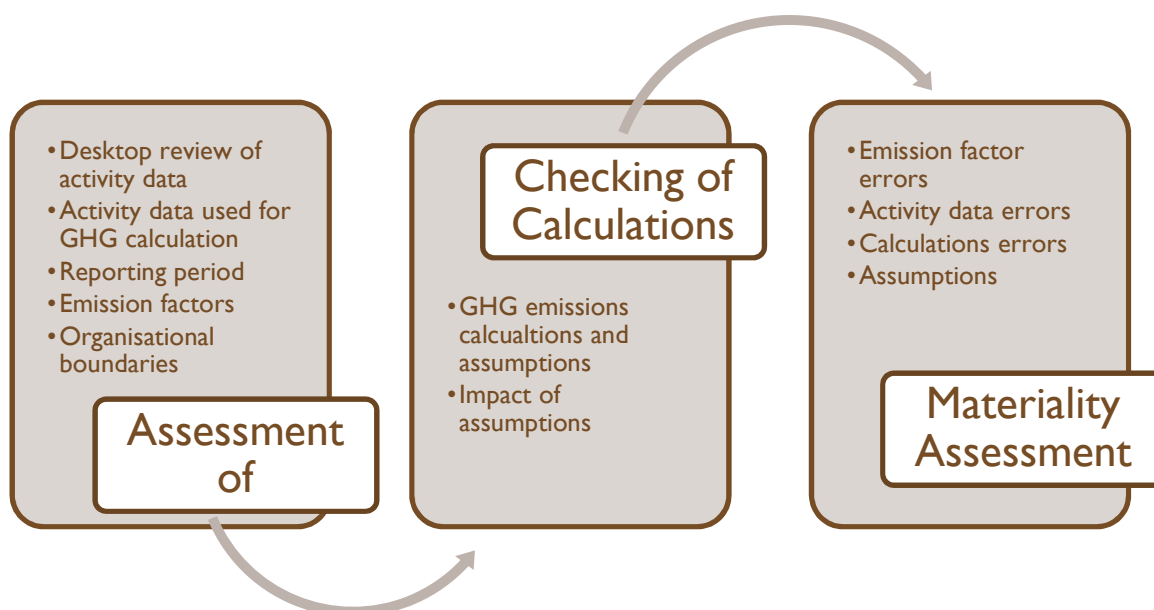 •Desktop review of
activity data
•Activity data used for
GHG calculation
•Reporting period
•Emission factors
•Organisational
boundaries
Assessment
of
Checking of
Calculations
•GHG emissions
calcualtions and
assumptions
•Impact of
assumptions
•Emission factor
errors
•Activity data errors
•Calculations errors
•Assumptions
Materiality
Assessment